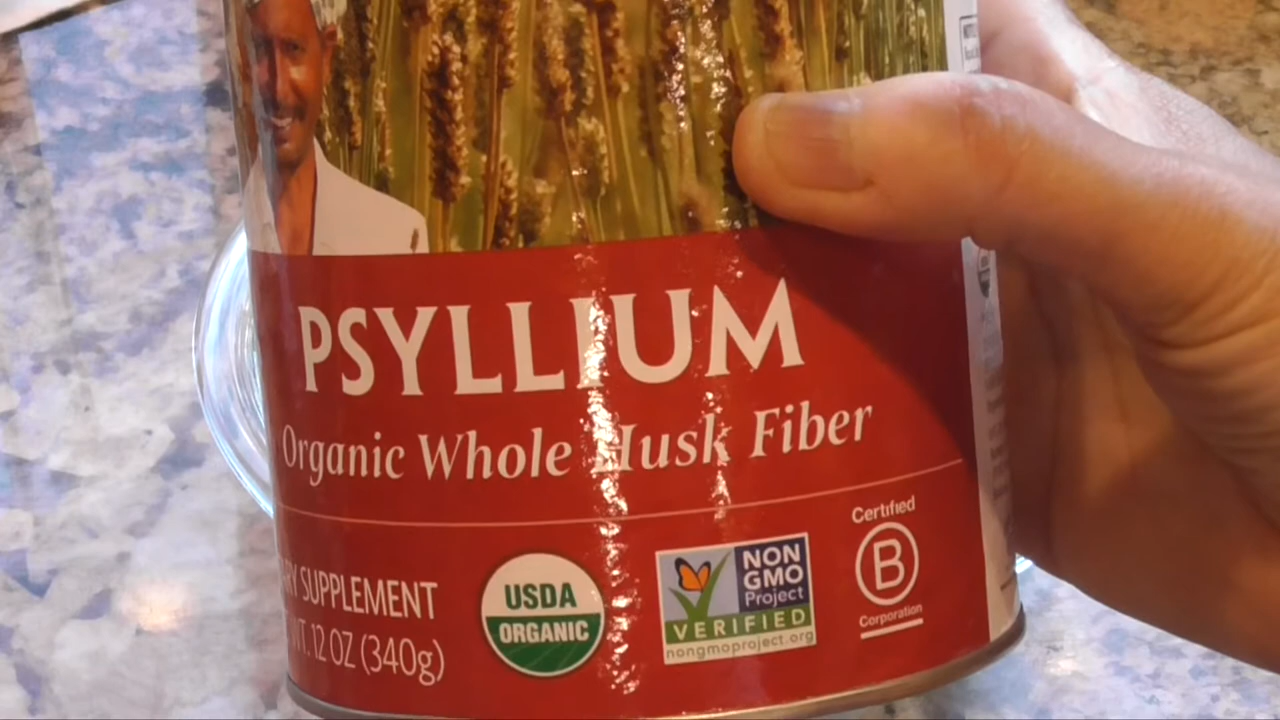 PSYLLIUM
Organic Whole Husk Fiber
SUPPLEMENT
12 OZ (340g)
USDA
ORGANIC
NON
GMO
Project
VERIFIED
nongmoproject.org
Certified
B
Corporation